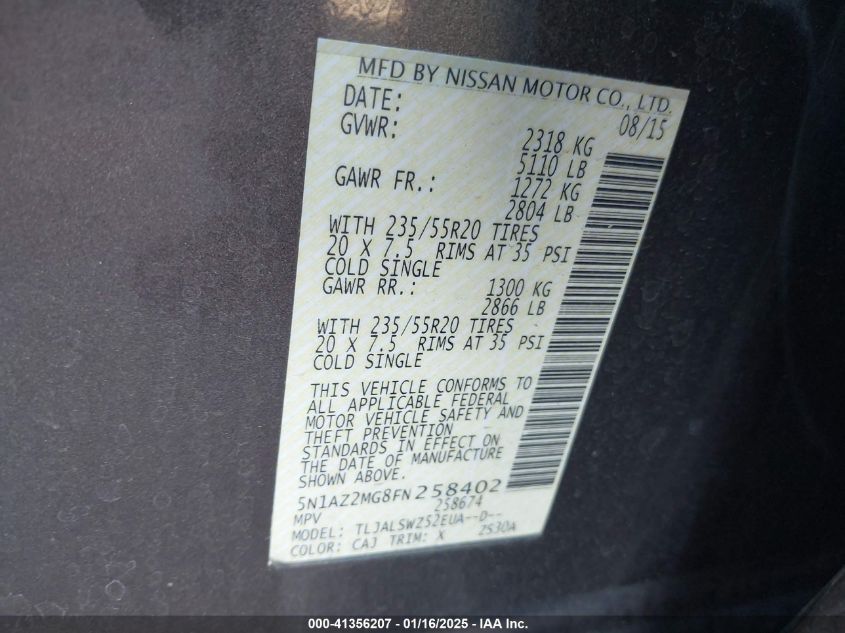 MFD BY NISSAN MOTOR CO., LTD.
DATE: 08/15
GVWR: 2318 KG
5110 LB
GAWR FR.: 1272 KG
2804 LB
WITH 235/55R20 TIRES
20 X 7.5 RIMS AT 35 PSI
COLD SINGLE
GAWR RR.: 1300 KG
2866 LB
WITH 235/55R20 TIRES
20 X 7.5 RIMS AT 35 PSI
COLD SINGLE
THIS VEHICLE CONFORMS TO
ALL APPLICABLE FEDERAL
MOTOR VEHICLE SAFETY AND
THEFT PREVENTION
STANDARDS IN EFFECT ON
THE DATE OF MANUFACTURE
SHOWN ABOVE.
5N1AZ2MG8FN258402
MPV 258674
MODEL: TLJALSWZ52EUA--D--
COLOR: CAJ TRIM: X 2S30A
000-41356207 - 01/16/2025 - IAA Inc.